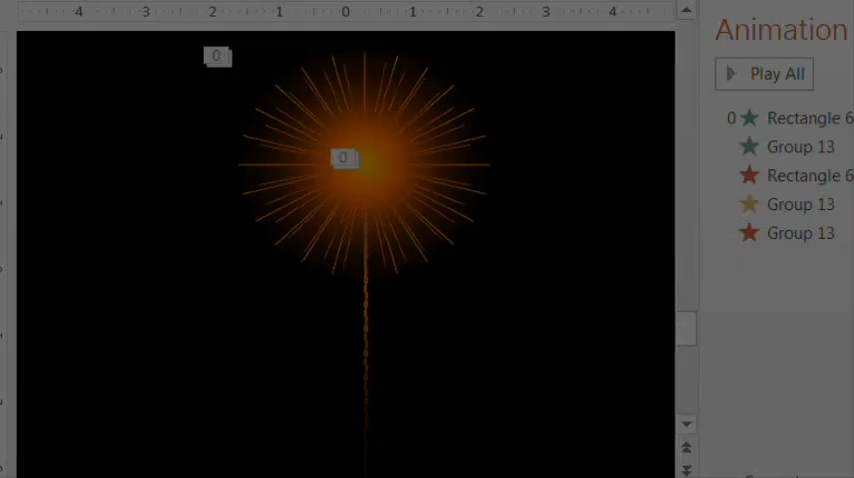 4 3 2 1 0 1 2 3 4
Animation
0
Play All
0 Rectangle 6
Group 13
0
Rectangle 6
Group 13
Group 13